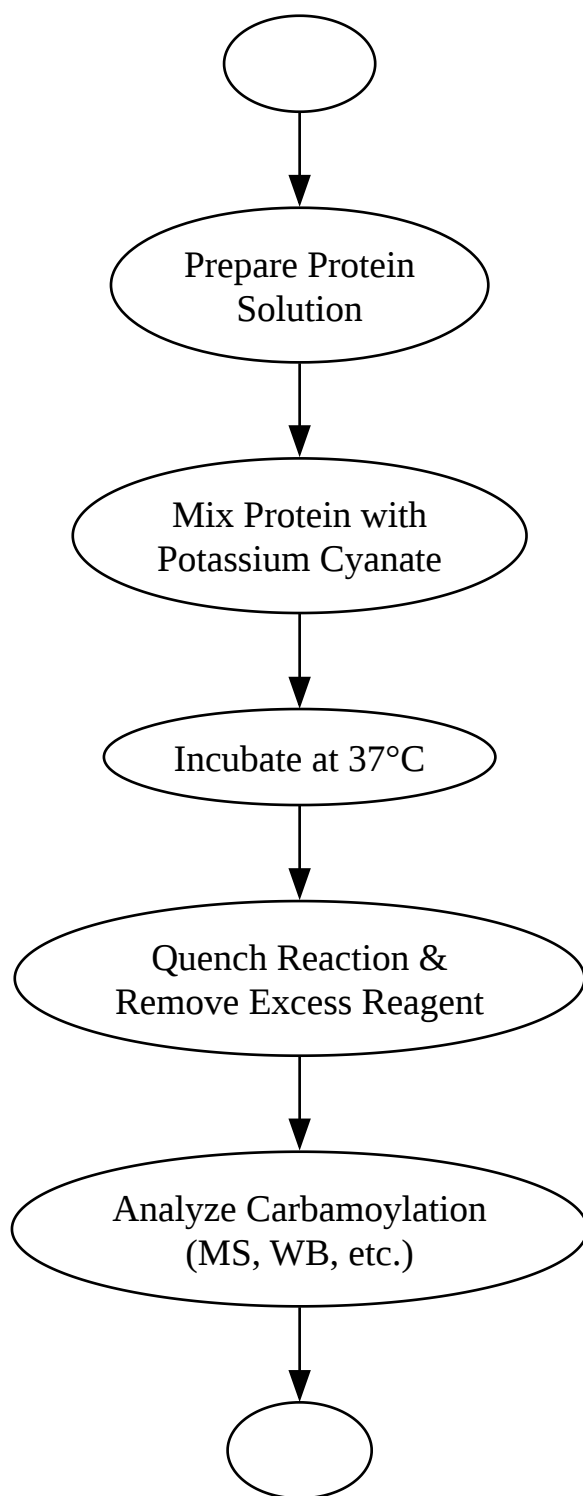 Prepare Protein
Solution
Mix Protein with
Potassium Cyanate
Incubate at 37°C
Quench Reaction &
Remove Excess Reagent
Analyze Carbamoylation
(MS, WB, etc.)